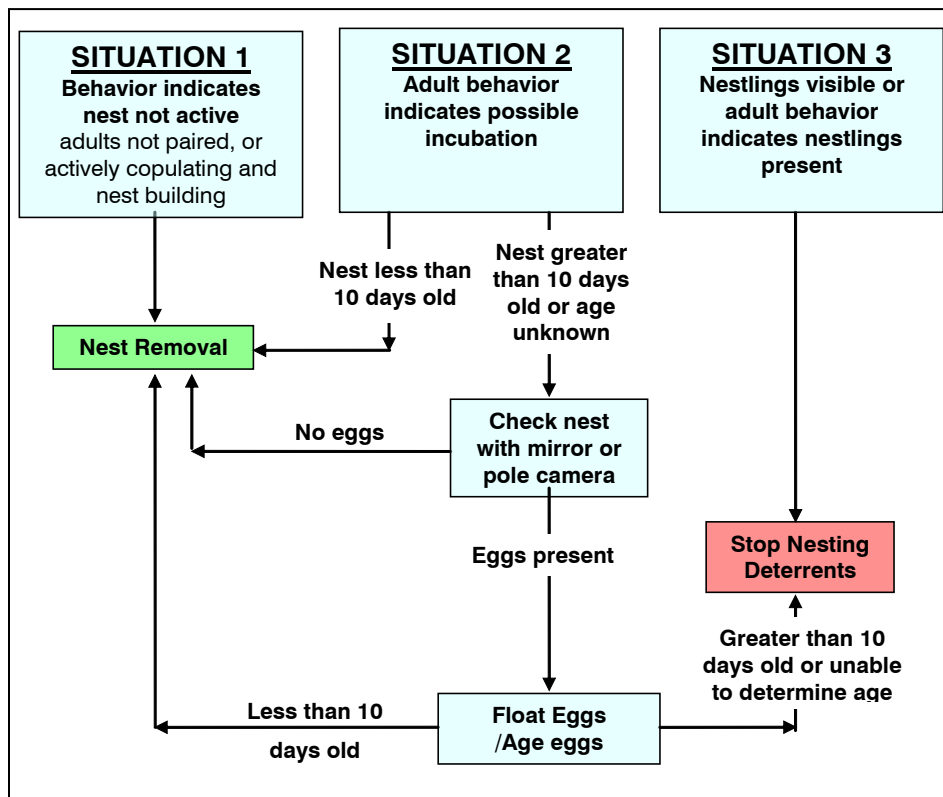 SITUATION 1
Behavior indicates
nest not active
adults not paired, or
actively copulating and
nest building
SITUATION 2
Adult behavior
indicates possible
incubation
SITUATION 3
Nestlings visible or
adult behavior
indicates nestlings
present
Nest less than
10 days old
Nest greater
than 10 days
old or age
unknown
Nest Removal
No eggs
Check nest
with mirror or
pole camera
Eggs present
Stop Nesting
Deterrents
Greater than 10
days old or unable
to determine age
Less than 10
days old
Float Eggs
/Age eggs